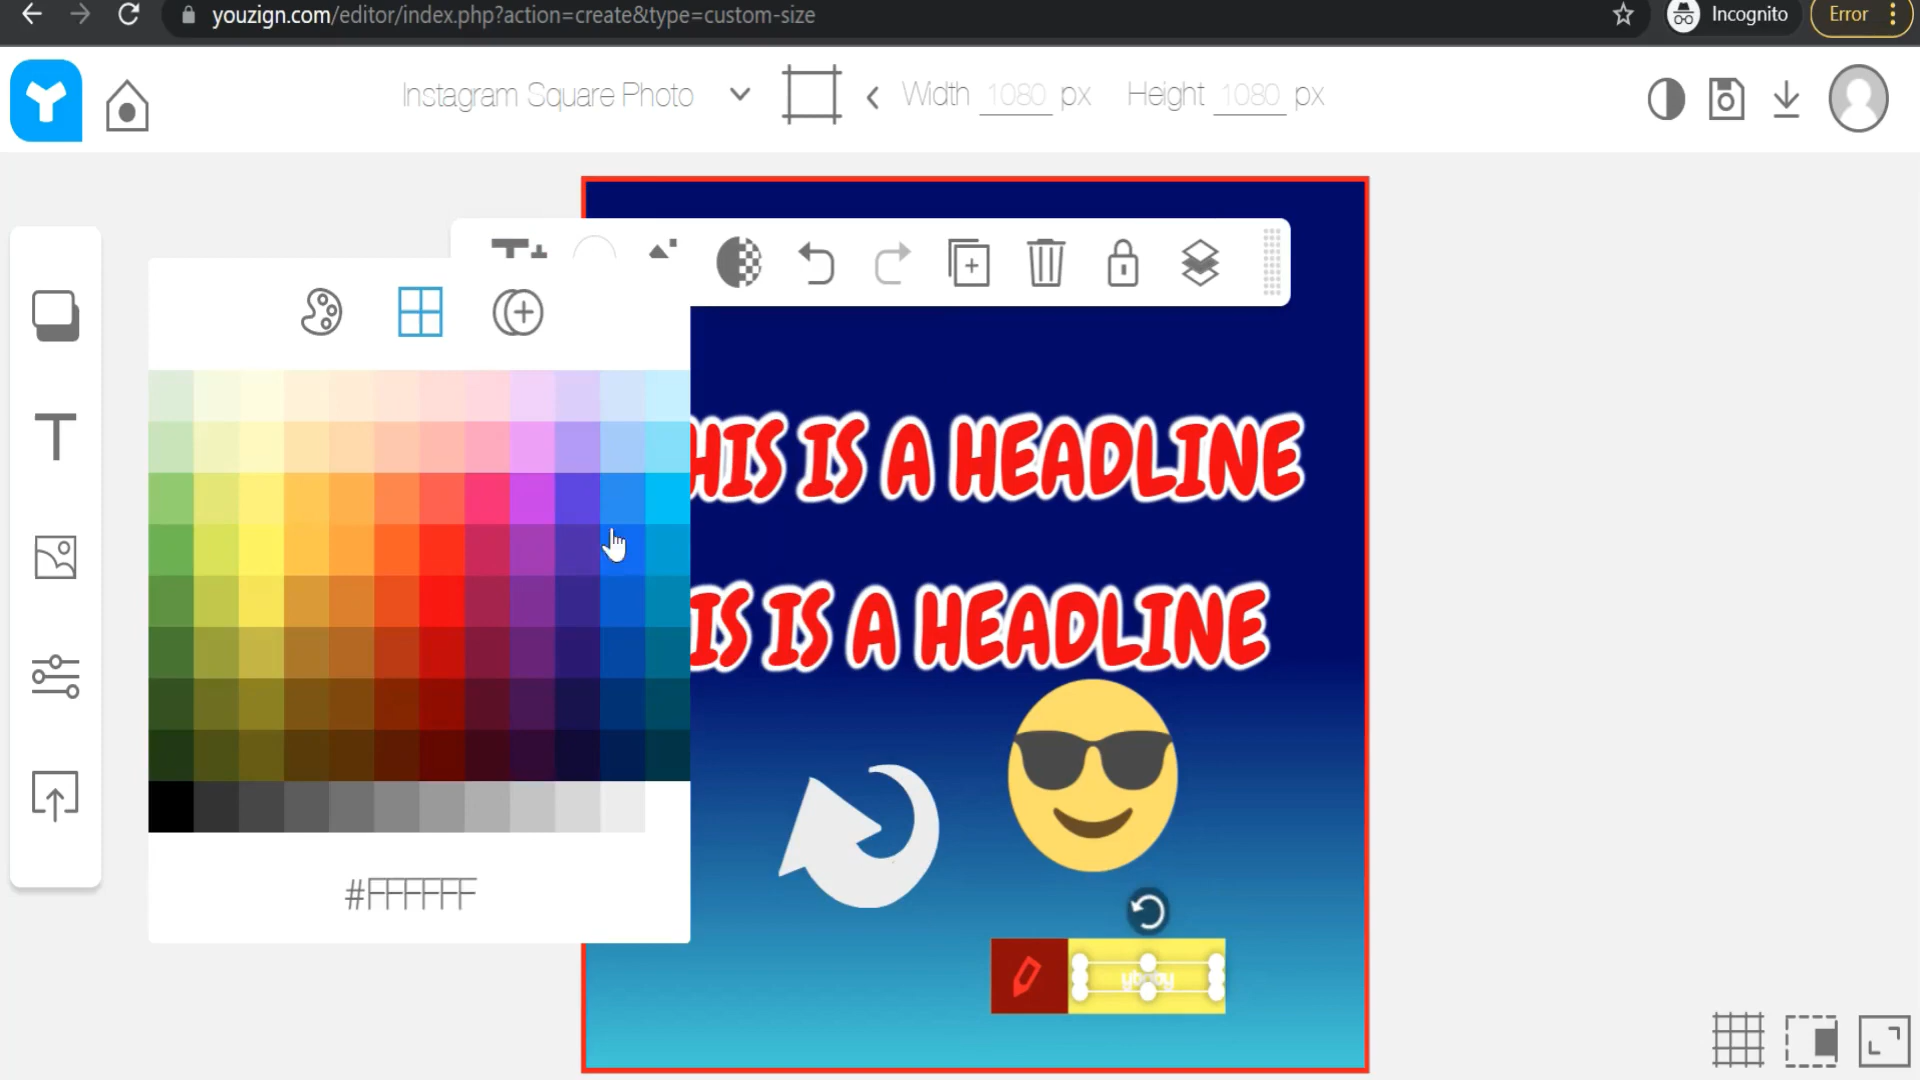 youzign.com/editor/index.php?action=create&type=custom-size
Incognito
Error
Instagram Square Photo
Width 1080 px
Height 1080 px
HIS IS A HEADLINE
IS IS A HEADLINE
#FFFFFF